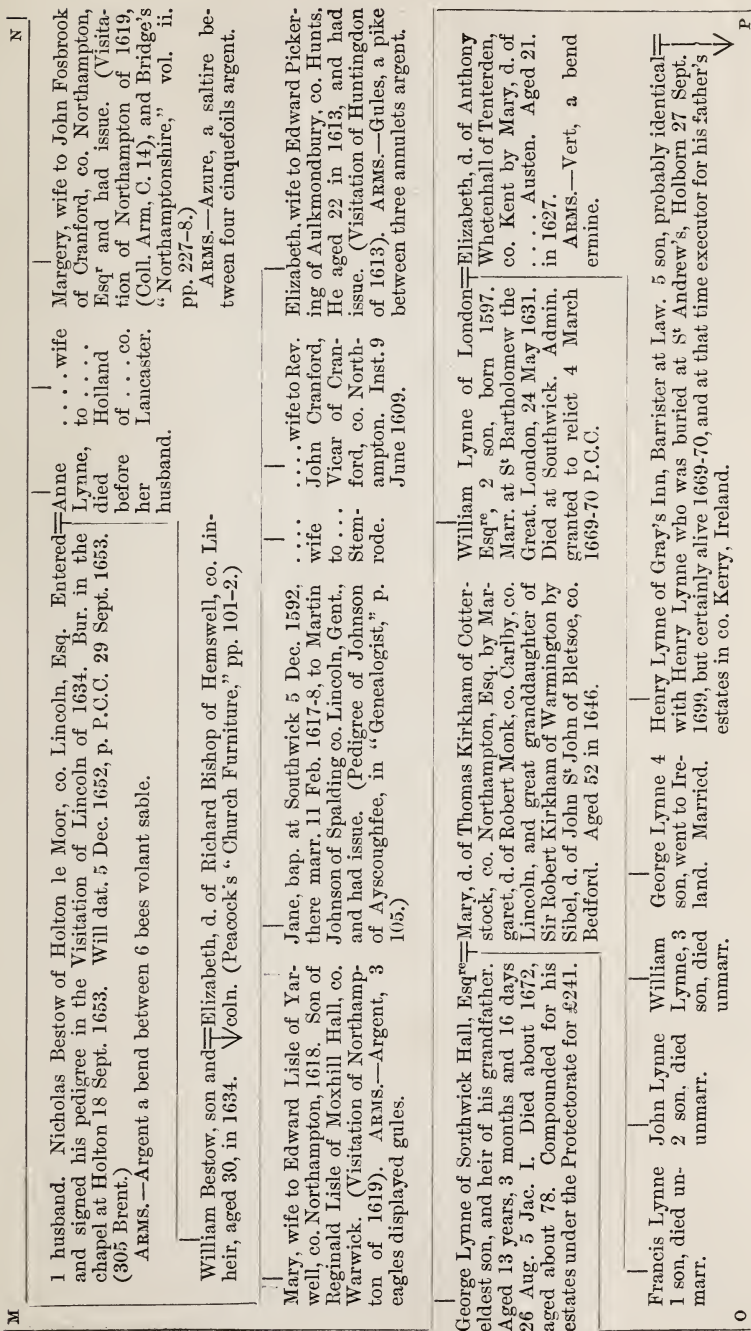 M
N
1 husband. Nicholas Bestow of Holton le Moor, co. Lincoln, Esq. Entered=Anne
and signed his pedigree in the Visitation of Lincoln of 1634. Bur. in the
chapel at Holton 18 Sept. 1653. Will dat. 5 Dec. 1652, p. P.C.C. 29 Sept. 1653.
(305 Brent.)
ARMS.—Argent a bend between 6 bees volant sable.
Lynne,
died
before
her
husband.
.... wife
to .....
Holland
of ... co.
Lancaster.
Margery, wife to John Fosbrook
of Cranford, co. Northampton,
Esqr and had issue. (Visita-
tion of Northampton of 1619,
(Coll. Arm, C. 14), and Bridge's
“Northamptonshire,” vol. ii.
pp. 227–8.)
ARMS.—Azure, a saltire be-
tween four cinquefoils argent.
William Bestow, son and=Elizabeth, d. of Richard Bishop of Hemswell, co. Lin-
heir, aged 30, in 1634. coln. (Peacock's “Church Furniture,” pp. 101–2.)
Mary, wife to Edward Lisle of Yar-
well, co. Northampton, 1618. Son of
Reginald Lisle of Moxhill Hall, co.
Warwick. (Visitation of Northamp-
ton of 1619). ARMS.—Argent, 3
eagles displayed gules.
Jane, bap. at Southwick 5 Dec. 1592,
there marr. 11 Feb. 1617-8, to Martin
Johnson of Spalding co. Lincoln, Gent.,
and had issue. (Pedigree of Johnson
of Ayscoughfee, in “Genealogist,” p.
105.)
....
wife
to ...
Stem-
rode.
.... wife to Rev.
John Cranford,
Vicar of Cran-
ford, co. North-
ampton. Inst. 9
June 1609.
Elizabeth, wife to Edward Picker-
ing of Aulkmondbury, co. Hunts,
He aged 22 in 1613, and had
issue. (Visitation of Huntingdon
of 1613). ARMS.—Gules, a pike
between three annulets argent.
George Lynne of Southwick Hall, Esqre=Mary, d. of Thomas Kirkham of Cotter-
eldest son, and heir of his grandfather.
Aged 13 years, 3 months and 16 days
26 Aug. 5 Jac. I. Died about 1672,
aged about 78. Compounded for his
estates under the Protectorate for £241.
stock, co. Northampton, Esq. by Mar-
garet, d. of Robert Monk, co. Carlby, co.
Lincoln, and great granddaughter of
Sir Robert Kirkham of Warmington by
Sibel, d. of John St John of Bletsoe, co.
Bedford. Aged 52 in 1646.
William Lynne of London=Elizabeth, d. of Anthony
Esqre, 2 son, born 1597.
Marr. at St Bartholomew the
Great. London, 24 May 1631.
Died at Southwick. Admin.
granted to relict 4 March
1669-70 P.C.C.
Whetenhall of Tenterden,
co. Kent by Mary, d. of
.... Austen. Aged 21.
in 1627.
ARMS.—Vert, a bend
ermine.
Francis Lynne
1 son, died un-
marr.
John Lynne
2 son, died
unmarr.
William
Lynne, 3
son, died
unmarr.
George Lynne 4
son, went to Ire-
land. Married.
Henry Lynne of Gray's Inn, Barrister at Law. 5 son, probably identical=
with Henry Lynne who was buried at St Andrew's, Holborn 27 Sept.
1699, but certainly alive 1669-70, and at that time executor for his father's
estates in co. Kerry, Ireland.
O
P